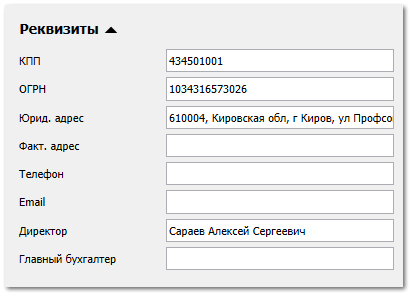 Реквизиты
КПП 434501001
ОГРН 1034316573026
Юрид. адрес 610004, Кировская обл, г Киров, ул Профсо
Факт. адрес
Телефон
Email
Директор Сараев Алексей Сергеевич
Главный бухгалтер